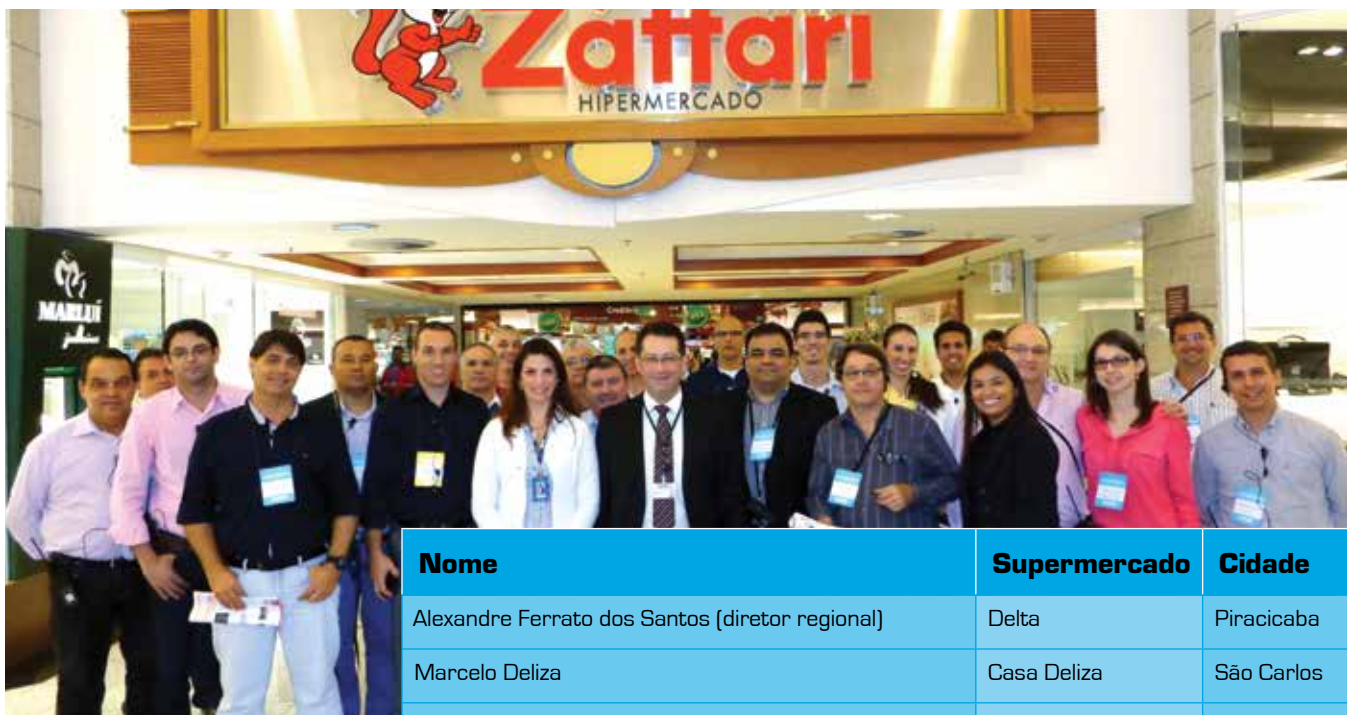 Zaffari
HIPERMERCADO
MARLUÍ
Nome Supermercado Cidade
Alexandre Ferrato dos Santos (diretor regional) Delta Piracicaba
Marcelo Deliza Casa Deliza São Carlos